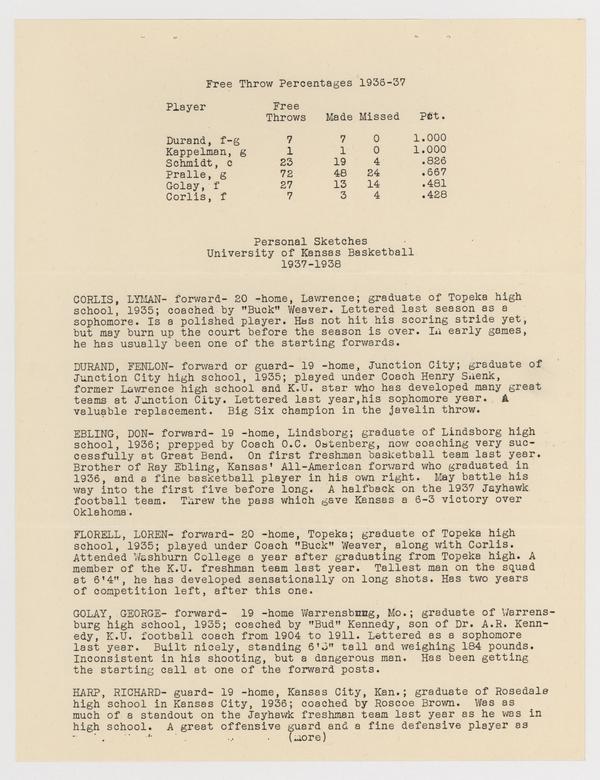 Free Throw Percentages 1936-37
Player Free
Throws Made Missed Pct.
Durand, f-g 7 7 0 1.000
Kappelman, g 1 1 0 1.000
Schmidt, c 23 19 4 .826
Pralle, g 72 48 24 .667
Golay, f 27 13 14 .481
Corlis, f 7 3 4 .428
Personal Sketches
University of Kansas Basketball
1937-1938
CORLIS, LYMAN- forward- 20 -home, Lawrence; graduate of Topeka high
school, 1935; coached by "Buck" Weaver. Lettered last season as a
sophomore. Is a polished player. Has not hit his scoring stride yet,
but may burn up the court before the season is over. In early games,
he has usually been one of the starting forwards.
DURAND, FENLON- forward or guard- 19 -home, Junction City; graduate of
Junction City high school, 1935; played under Coach Henry Shenk,
former Lawrence high school and K.U. star who has developed many great
teams at Junction City. Lettered last year,his sophomore year. A
valuable replacement. Big Six champion in the javelin throw.
EBLING, DON- forward- 19 -home, Lindsborg; graduate of Lindsborg high
school, 1936; prepped by Coach O.C. Ostenberg, now coaching very suc-
cessfully at Great Bend. On first freshman basketball team last year.
Brother of Ray Ebling, Kansas' All-American forward who graduated in
1936, and a fine basketball player in his own right. May battle his
way into the first five before long. A halfback on the 1937 Jayhawk
football team. Threw the pass which gave Kansas a 6-3 victory over
Oklahoma.
FLORELL, LOREN- forward- 20 -home, Topeka; graduate of Topeka high
school, 1935; played under Coach "Buck" Weaver, along with Corlis.
Attended Washburn College a year after graduating from Topeka high. A
member of the K.U. freshman team last year. Tallest man on the squad
at 6'4", he has developed sensationally on long shots. Has two years
of competition left, after this one.
GOLAY, GEORGE- forward- 19 -home Mo.; graduate of Warrens-
burg high school, 1935; coached by "Bud" Kennedy, son of Dr. A.R. Kenn-
edy, K.U. football coach from 1904 to 1911. Lettered as a sophomore
last year. Built nicely, standing tall and weighing 184 pounds.
Inconsistent in his shooting, but a dangerous man. Has been getting
the starting call at one of the forward posts.
HARP, RICHARD- guard- 19 -home, Kansas City, Kan.; graduate of Rosedale
high school in Kansas City, 1936; coached by Roscoe Brown. Was as
much of a standout on the Jayhawk freshman team last year as he was in
high school. A great offensive guard and a fine defensive player as
(more)